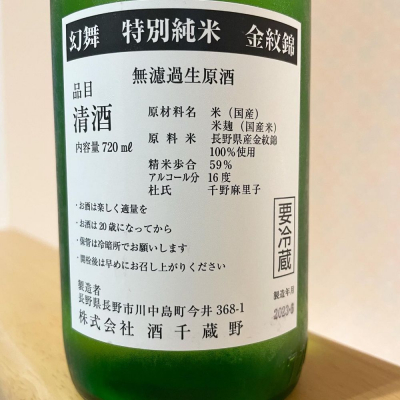 幻舞 特別純米 金紋錦
無濾過生原酒
品目
清酒
内容量 720 mℓ
原材料名 米（国産）
米麹（国産米）
原料米 長野県産金紋錦
100％使用
精米歩合 59％
アルコール分 16度
杜氏 千野麻里子
・お酒は楽しく適量を
・お酒は20歳になってから
・保管は冷暗所でお願いします
・開栓後は早めにお召し上がりください
要冷蔵
製造者
長野県長野市川中島町今井 368-1
株式会社 酒千蔵野
製造年月